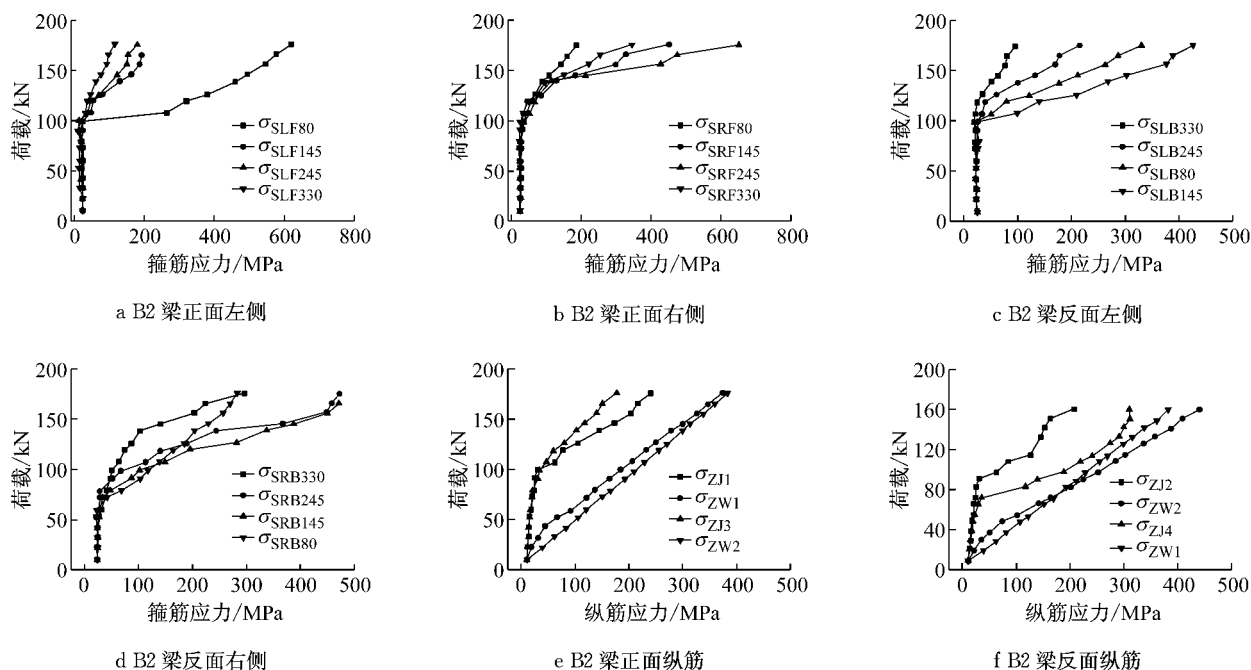 200
150
100
50
0
荷载/kN
σSLF80
σSLF145
σSLF245
σSLF330
0 200 400 600 800
箍筋应力/MPa
a B2 梁正面左侧
200
150
100
50
0
荷载/kN
σSRF80
σSRF145
σSRF245
σSRF330
0 200 400 600 800
箍筋应力/MPa
b B2 梁正面右侧
200
150
100
50
0
荷载/kN
σSLB330
σSLB245
σSLB80
σSLB145
0 100 200 300 400 500
箍筋应力/MPa
c B2 梁反面左侧
200
150
100
50
0
荷载/kN
σSRB330
σSRB245
σSRB145
σSRB80
0 100 200 300 400 500
箍筋应力/MPa
d B2 梁反面右侧
200
150
100
50
0
荷载/kN
σZJ1
σZW1
σZJ3
σZW2
0 100 200 300 400 500
纵筋应力/MPa
e B2 梁正面纵筋
200
160
120
80
40
0
荷载/kN
σZJ2
σZW2
σZJ4
σZW1
0 100 200 300 400 500
纵筋应力/MPa
f B2 梁反面纵筋